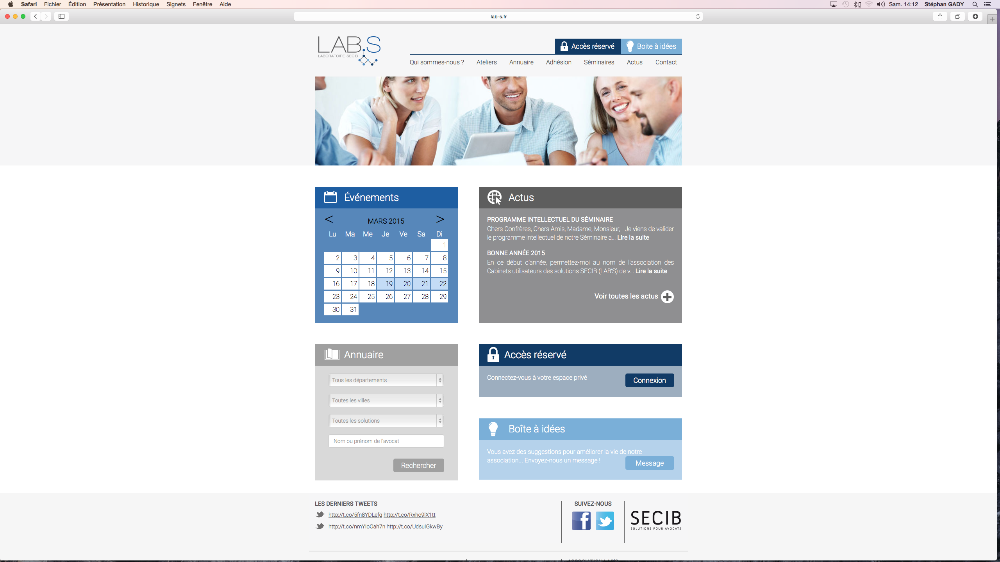 Safari Fichier Édition Présentation Historique Signets Fenêtre Aide
Sam. 14:12 Stéphan GADY
lab-s.fr
LAB.S
LABORATOIRE SECIB
Accès réservé
Boite à idées
Qui sommes-nous ? Ateliers Annuaire Adhésion Séminaires Actus Contact
Événements
< MARS 2015 >
Lu Ma Me Je Ve Sa Di
1
2 3 4 5 6 7 8
9 10 11 12 13 14 15
16 17 18 19 20 21 22
23 24 25 26 27 28 29
30 31
Actus
PROGRAMME INTELLECTUEL DU SÉMINAIRE
Chers Confrères, Chers Amis, Madame, Monsieur, Je viens de valider
le programme intellectuel de notre Séminaire a... Lire la suite
BONNE ANNÉE 2015
En ce début d'année, permettez-moi au nom de l'association des
Cabinets utilisateurs des solutions SECIB (LAB'S) de v... Lire la suite
Voir toutes les actus
Annuaire
Tous les départements
Toutes les villes
Toutes les solutions
Nom ou prénom de l'avocat
Rechercher
Accès réservé
Connectez-vous à votre espace privé
Connexion
Boîte à idées
Vous avez des suggestions pour améliorer la vie de notre
association... Envoyez-nous un message !
Message
LES DERNIERS TWEETS
http://t.co/5fn8YDLefg http://t.co/Rxho9lX1tt
http://t.co/nmYIoOah7n http://t.co/UdsuIGkwBy
SUIVEZ-NOUS
SECIB
SOLUTIONS POUR AVOCATS